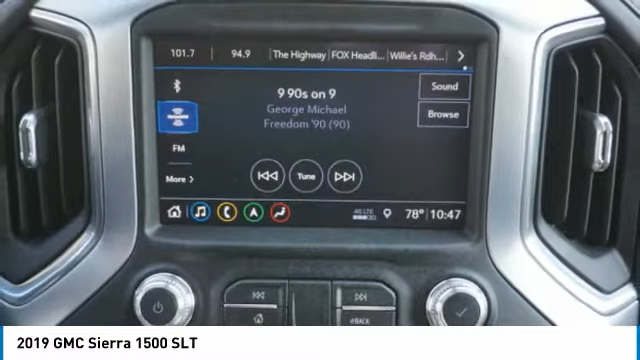 101.7 94.9 The Highway FOX Headli... Willie's Rdh...
9 90s on 9
George Michael
Freedom '90 (90)
Sound
Browse
FM
More >
Tune
4G LTE
78° 10:47
BACK
2019 GMC Sierra 1500 SLT